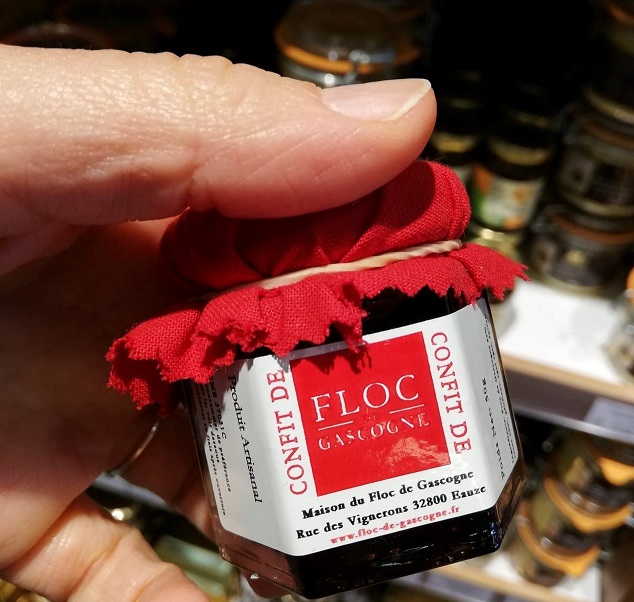 Produit Artisanal
CONFIT DE
FLOC
GASCOGNE
CONFIT DE
Maison du Floc de Gascogne
Rue des Vignerons 32800 Eauze
www.floc-de-gascogne.fr